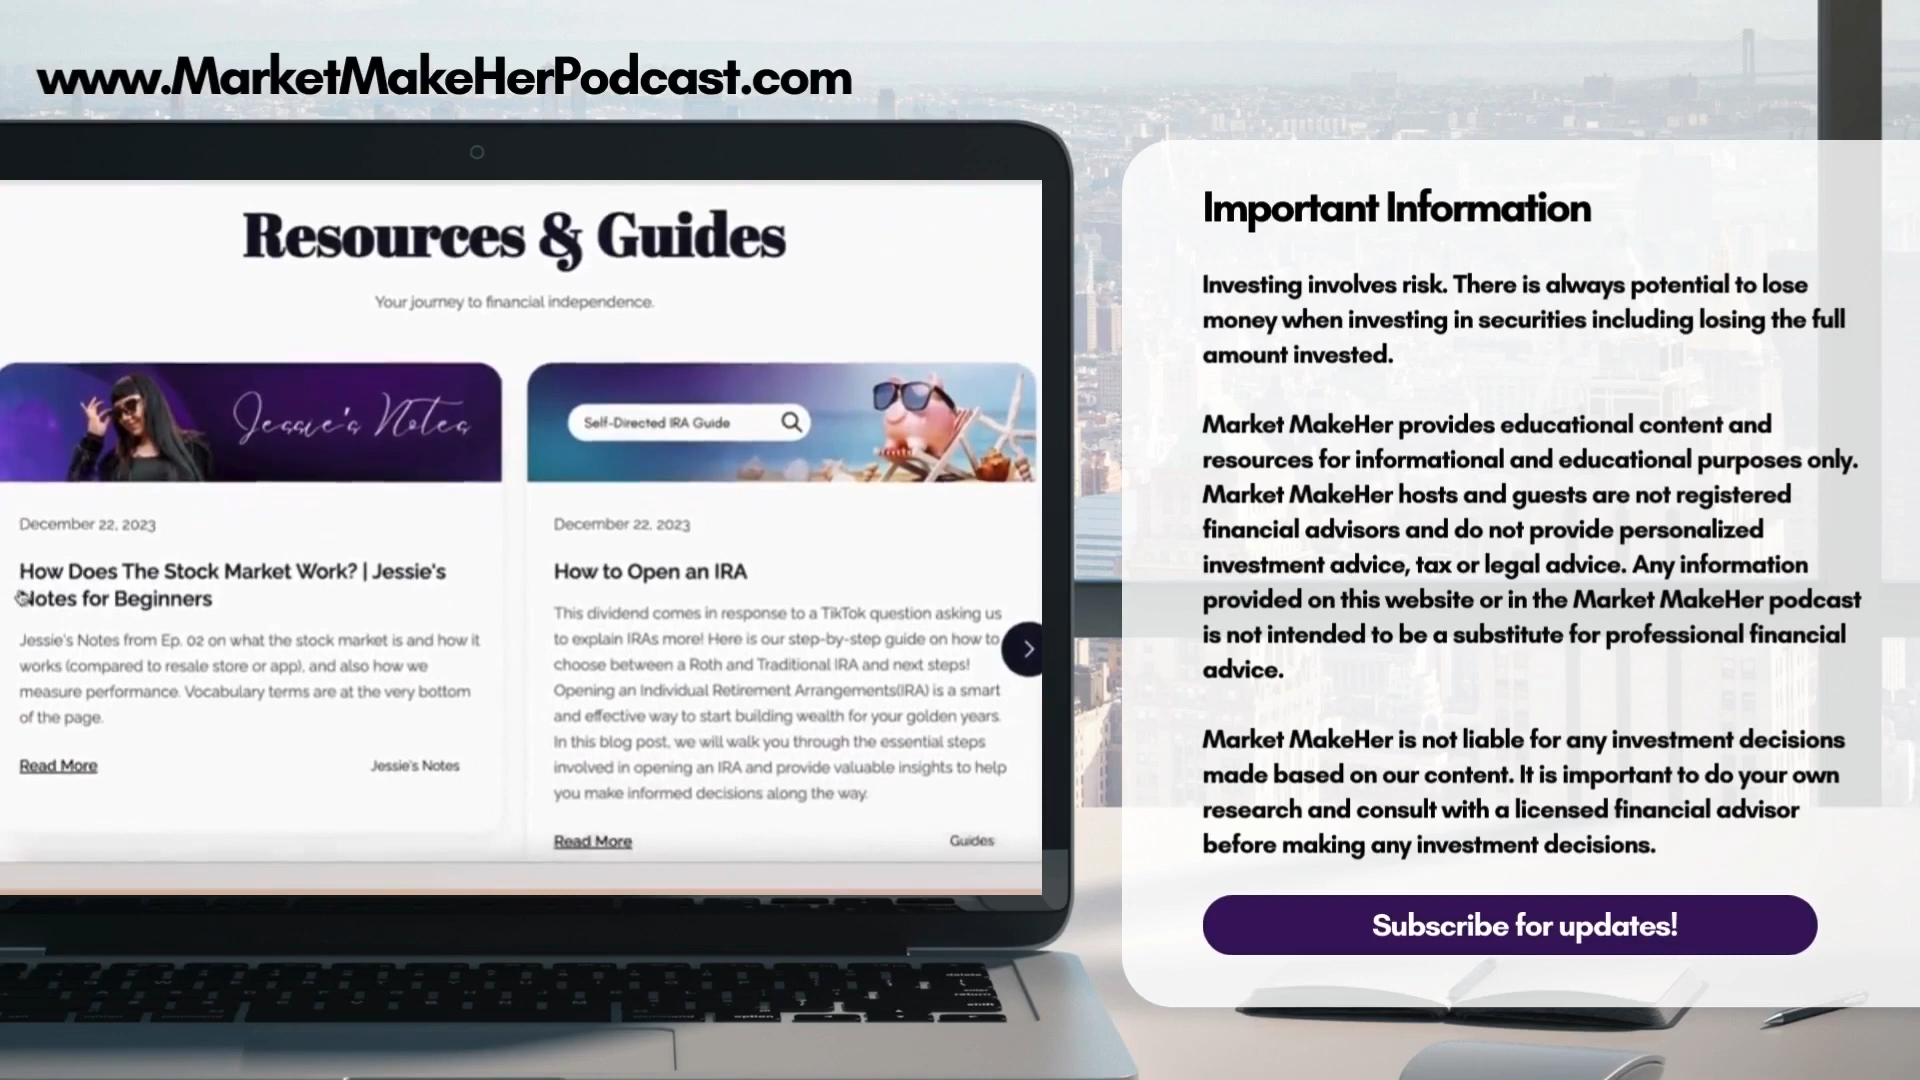 www.MarketMakeHerPodcast.com
Resources & Guides
Your journey to financial independence.
Jessie's Notes
December 22, 2023
How Does The Stock Market Work? | Jessie's
Notes for Beginners
Jessie's Notes from Ep. 02 on what the stock market is and how it
works (compared to resale store or app), and also how we
measure performance. Vocabulary terms are at the very bottom
of the page.
Read More
Jessie's Notes
Self-Directed IRA Guide
December 22, 2023
How to Open an IRA
This dividend comes in response to a TikTok question asking us
to explain IRAs more! Here is our step-by-step guide on how to
choose between a Roth and Traditional IRA and next steps!
Opening an Individual Retirement Arrangements(IRA) is a smart
and effective way to start building wealth for your golden years.
In this blog post, we will walk you through the essential steps
involved in opening an IRA and provide valuable insights to help
you make informed decisions along the way.
Read More
Guides
delete
return
shift
option
Important Information
Investing involves risk. There is always potential to lose
money when investing in securities including losing the full
amount invested.
Market MakeHer provides educational content and
resources for informational and educational purposes only.
Market MakeHer hosts and guests are not registered
financial advisors and do not provide personalized
investment advice, tax or legal advice. Any information
provided on this website or in the Market MakeHer podcast
is not intended to be a substitute for professional financial
advice.
Market MakeHer is not liable for any investment decisions
made based on our content. It is important to do your own
research and consult with a licensed financial advisor
before making any investment decisions.
Subscribe for updates!